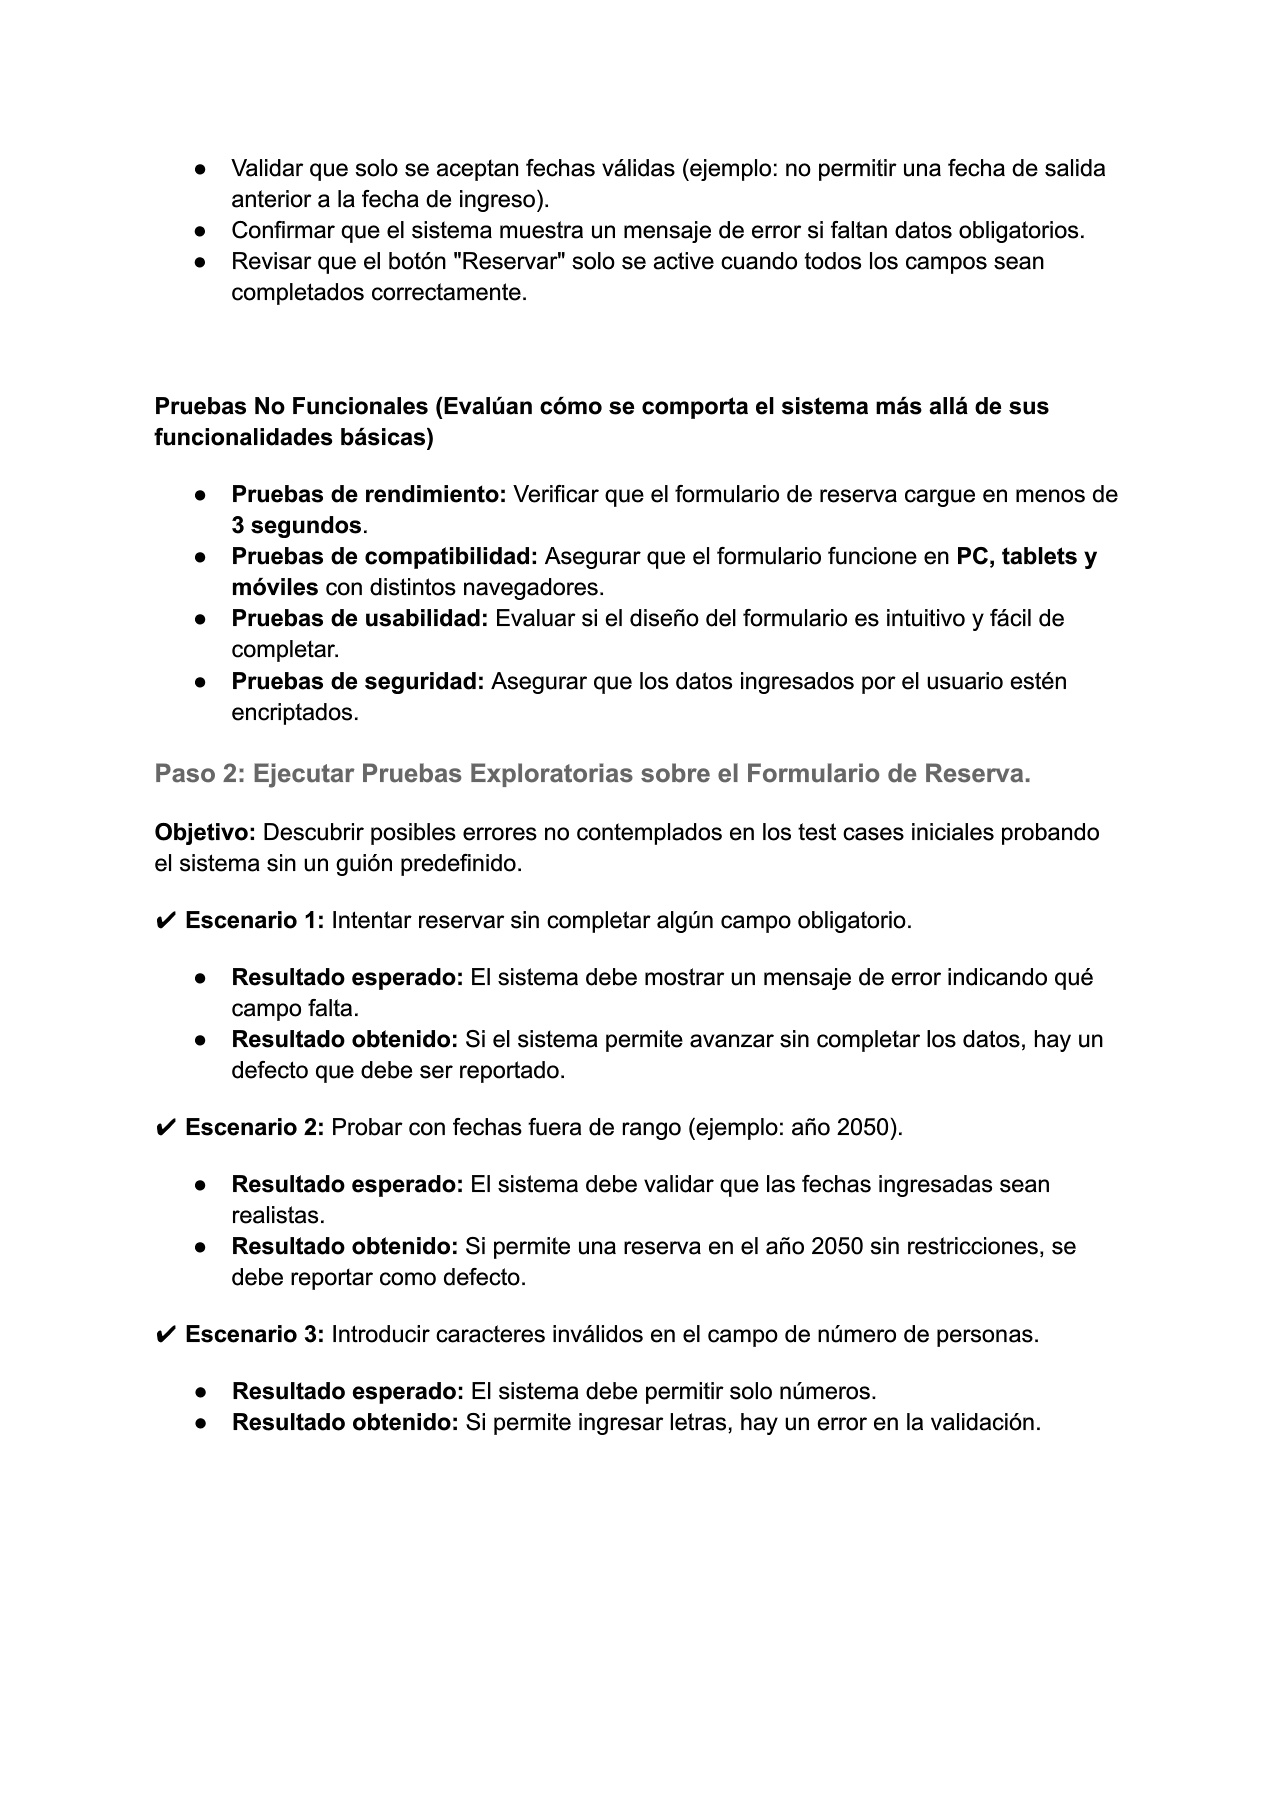 ● Validar que solo se aceptan fechas válidas (ejemplo: no permitir una fecha de salida
anterior a la fecha de ingreso).
● Confirmar que el sistema muestra un mensaje de error si faltan datos obligatorios.
● Revisar que el botón "Reservar" solo se active cuando todos los campos sean
completados correctamente.
Pruebas No Funcionales (Evalúan cómo se comporta el sistema más allá de sus
funcionalidades básicas)
● Pruebas de rendimiento: Verificar que el formulario de reserva cargue en menos de
3 segundos.
● Pruebas de compatibilidad: Asegurar que el formulario funcione en PC, tablets y
móviles con distintos navegadores.
● Pruebas de usabilidad: Evaluar si el diseño del formulario es intuitivo y fácil de
completar.
● Pruebas de seguridad: Asegurar que los datos ingresados por el usuario estén
encriptados.
Paso 2: Ejecutar Pruebas Exploratorias sobre el Formulario de Reserva.
Objetivo: Descubrir posibles errores no contemplados en los test cases iniciales probando
el sistema sin un guión predefinido.
✔ Escenario 1: Intentar reservar sin completar algún campo obligatorio.
● Resultado esperado: El sistema debe mostrar un mensaje de error indicando qué
campo falta.
● Resultado obtenido: Si el sistema permite avanzar sin completar los datos, hay un
defecto que debe ser reportado.
✔ Escenario 2: Probar con fechas fuera de rango (ejemplo: año 2050).
● Resultado esperado: El sistema debe validar que las fechas ingresadas sean
realistas.
● Resultado obtenido: Si permite una reserva en el año 2050 sin restricciones, se
debe reportar como defecto.
✔ Escenario 3: Introducir caracteres inválidos en el campo de número de personas.
● Resultado esperado: El sistema debe permitir solo números.
● Resultado obtenido: Si permite ingresar letras, hay un error en la validación.